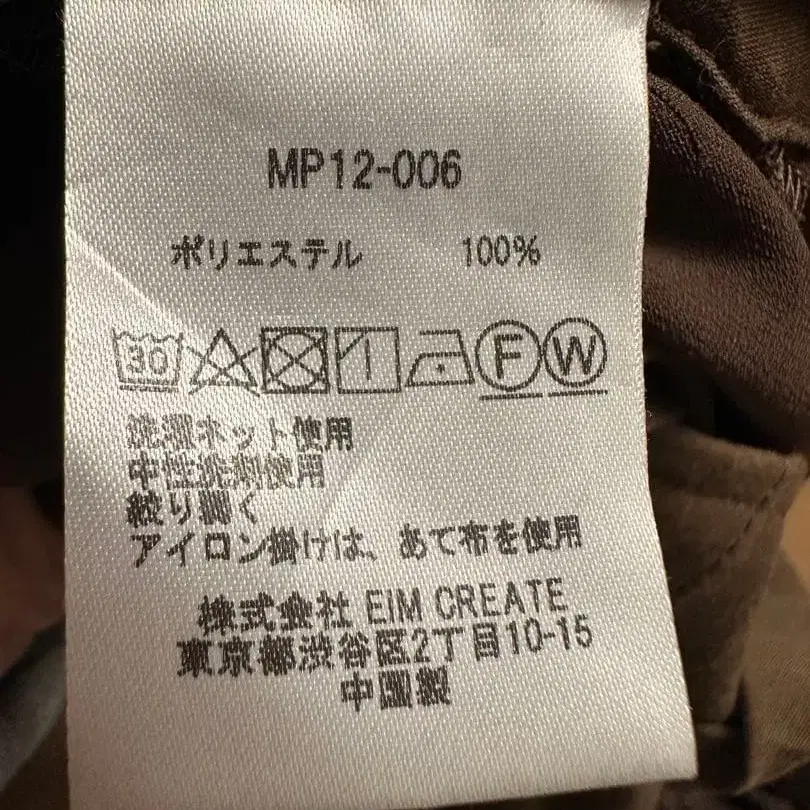 MP12-006
ポリエステル 100%
30 F W
洗濯ネット使用
中性洗剤使用
絞り弱く
アイロン掛けは、あて布を使用
株式会社 EIM CREATE
東京都渋谷区2丁目10-15
中国製